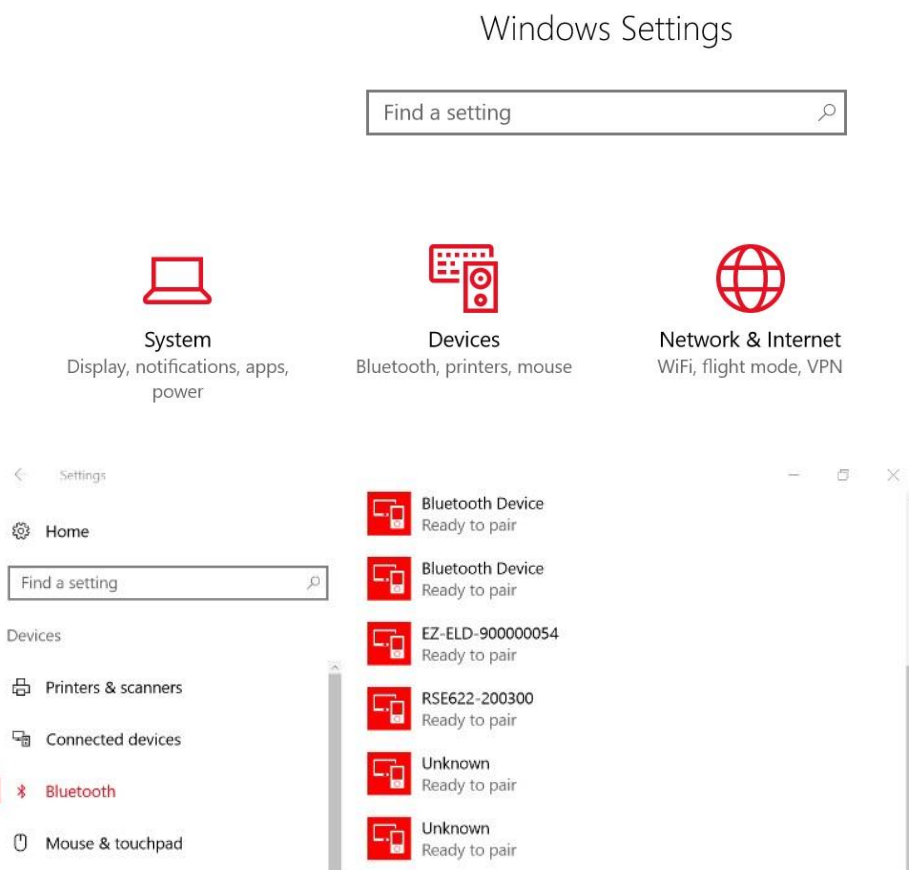 Windows Settings
Find a setting
System
Display, notifications, apps,
power
Devices
Bluetooth, printers, mouse
Network & Internet
WiFi, flight mode, VPN
Settings
Home
Find a setting
Devices
Printers & scanners
Connected devices
Bluetooth
Mouse & touchpad
Bluetooth Device
Ready to pair
Bluetooth Device
Ready to pair
EZ-ELD-900000054
Ready to pair
RSE622-200300
Ready to pair
Unknown
Ready to pair
Unknown
Ready to pair